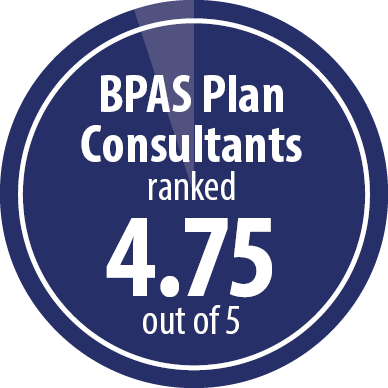 BPAS Plan
Consultants
ranked
4.75
out of 5